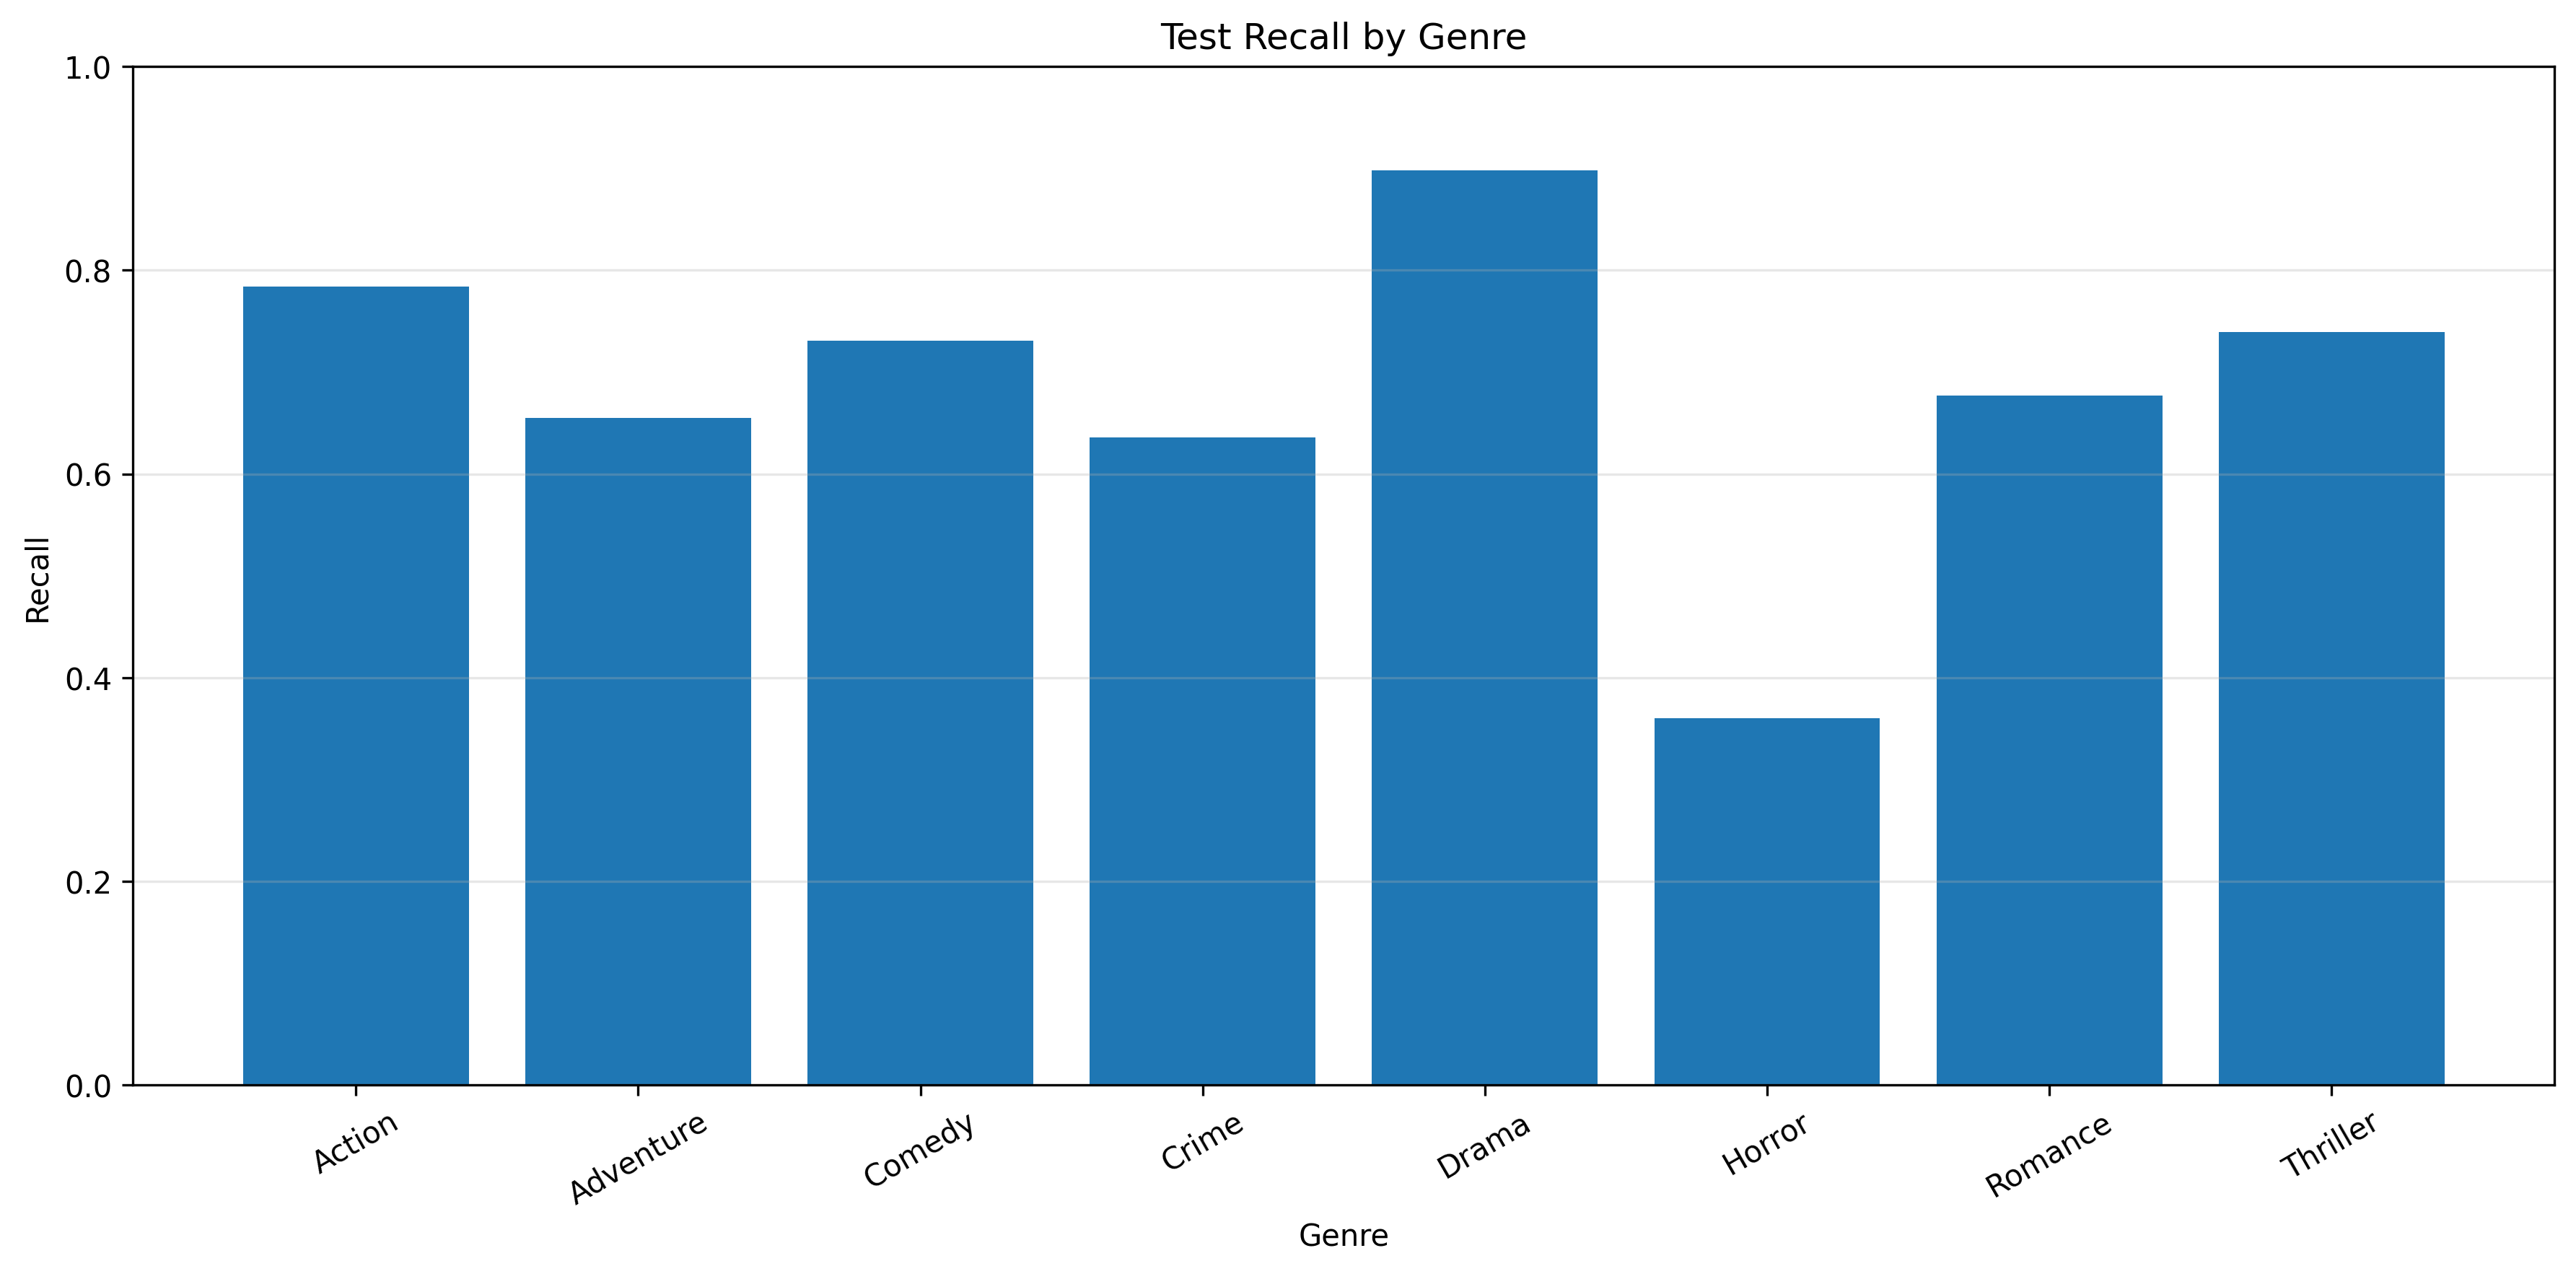 Test Recall by Genre
1.0
0.8
0.6
0.4
0.2
0.0
Recall
Action
Adventure
Comedy
Crime
Drama
Horror
Romance
Thriller
Genre